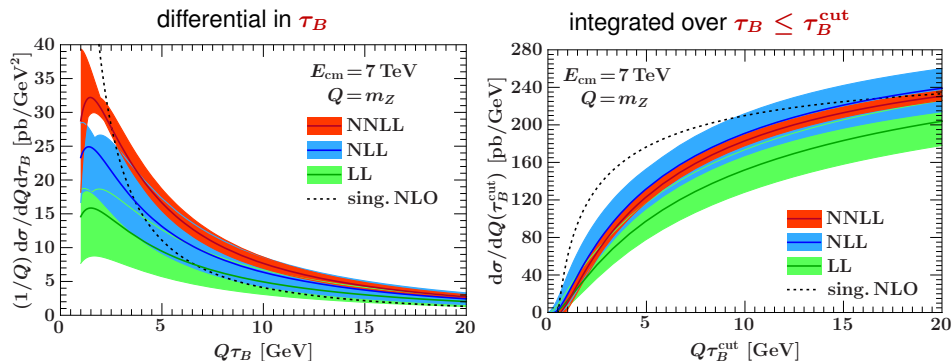 differential in τ_B
40
35
30
25
20
15
10
5
0
0 5 10 15 20
(1/Q) dσ/dQdτ_B [pb/GeV²]
Qτ_B [GeV]
E_cm = 7 TeV
Q = m_Z
NNLL
NLL
LL
sing. NLO
integrated over τ_B ≤ τ_B^cut
280
240
200
160
120
80
40
0
0 5 10 15 20
dσ/dQ(τ_B^cut) [pb/GeV]
Qτ_B^cut [GeV]
E_cm = 7 TeV
Q = m_Z
NNLL
NLL
LL
sing. NLO